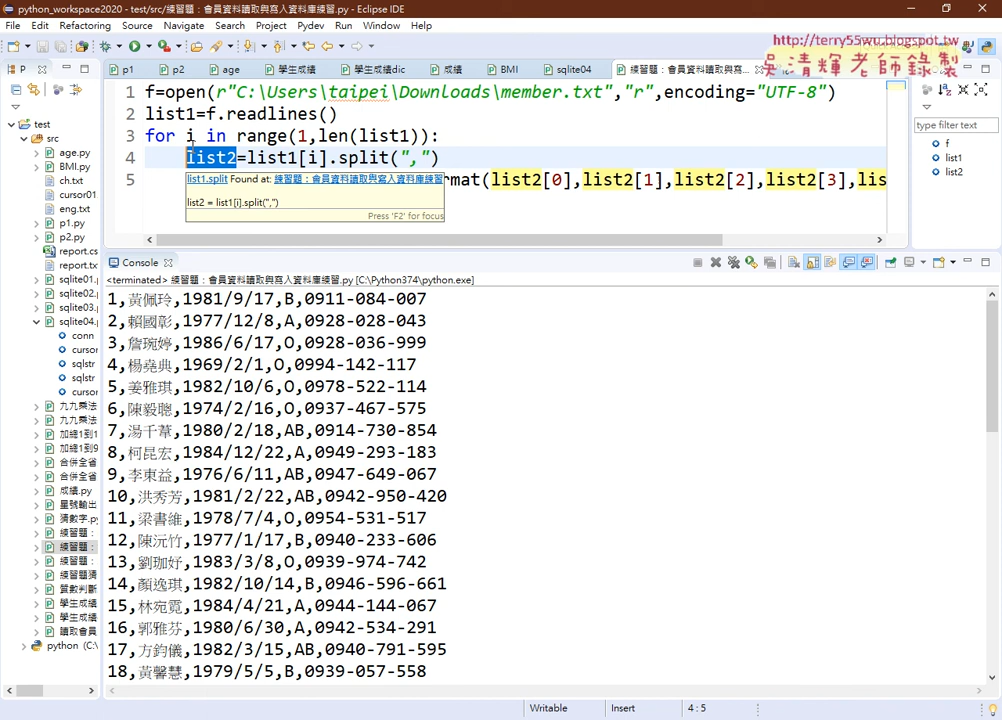 python_workspace2020 - test/src/練習題：會員資料讀取與寫入資料庫練習.py - Eclipse IDE
File Edit Refactoring Source Navigate Search Project Pydev Run Window Help
http://terry55wu.blogspot.tw
吳清輝老師錄製
P p1 p2 age 學生成績 學生成績dic 成績 BMI sqlite04 練習題：會員資料讀取與寫...
1 f=open(r"C:\Users\taipei\Downloads\member.txt","r",encoding="UTF-8")
2 list1=f.readlines()
3 for i in range(1,len(list1)):
4 list2=list1[i].split(",")
5 rmat(list2[0],list2[1],list2[2],list2[3],lis
list1.split Found at: 練習題：會員資料讀取與寫入資料庫練習
list2 = list1[i].split(",")
Press 'F2' for focus
type filter text
f
list1
list2
test
src
age.py
BMI.py
ch.txt
cursor01
eng.txt
p1.py
p2.py
report.cs
report.tx
sqlite01.
sqlite02.
sqlite03.
sqlite04.
conn
curso
sqlstr
sqlstr
curso
九九乘法
九九乘法
加總1到1
加總1到9
合併全省
合併全省
成績.py
星號輸出
猜數字.p
練習題：
練習題：
練習題：
練習題猜
質數判斷
學生成績
學生成績
讀取會員
python (C:\
Console
<terminated> 練習題：會員資料讀取與寫入資料庫練習.py [C:\Python374\python.exe]
1,黃佩玲,1981/9/17,B,0911-084-007
2,賴國彰,1977/12/8,A,0928-028-043
3,詹琬婷,1986/6/17,O,0928-036-999
4,楊堯典,1969/2/1,O,0994-142-117
5,姜雅琪,1982/10/6,O,0978-522-114
6,陳毅聰,1974/2/16,O,0937-467-575
7,湯千葦,1980/2/18,AB,0914-730-854
8,柯昆宏,1984/12/22,A,0949-293-183
9,李東益,1976/6/11,AB,0947-649-067
10,洪秀芳,1981/2/22,AB,0942-950-420
11,梁書維,1978/7/4,O,0954-531-517
12,陳沅竹,1977/1/17,B,0940-233-606
13,劉珈妤,1983/3/8,O,0939-974-742
14,顏逸琪,1982/10/14,B,0946-596-661
15,林宛霓,1984/4/21,A,0944-144-067
16,郭雅芬,1980/6/30,A,0942-534-291
17,方鈞儀,1982/3/15,AB,0940-791-595
18,黃馨慧,1979/5/5,B,0939-057-558
Writable Insert 4:5